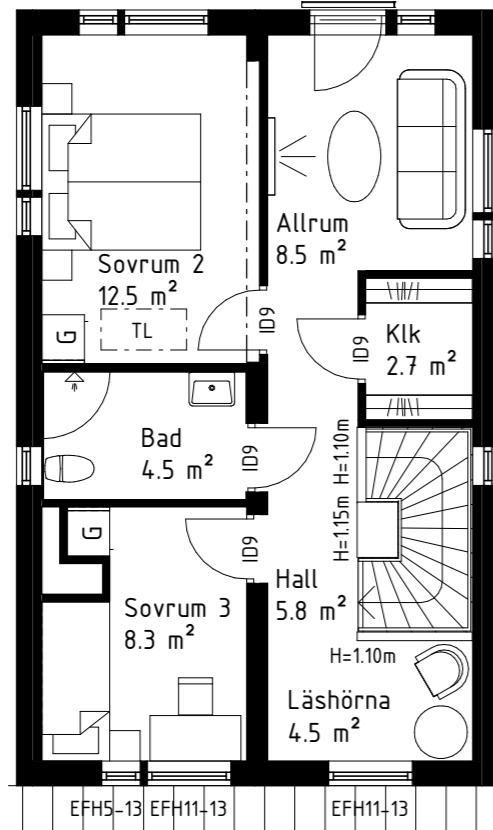 Allrum
8.5 m²
Sovrum 2
12.5 m²
TL
G
ID9
ID9
Klk
2.7 m²
Bad
4.5 m²
ID9
H=1.10m
H=1.15m
G
ID9
Hall
5.8 m²
Sovrum 3
8.3 m²
H=1.10m
Läshörna
4.5 m²
EFH5-13 EFH11-13 EFH11-13